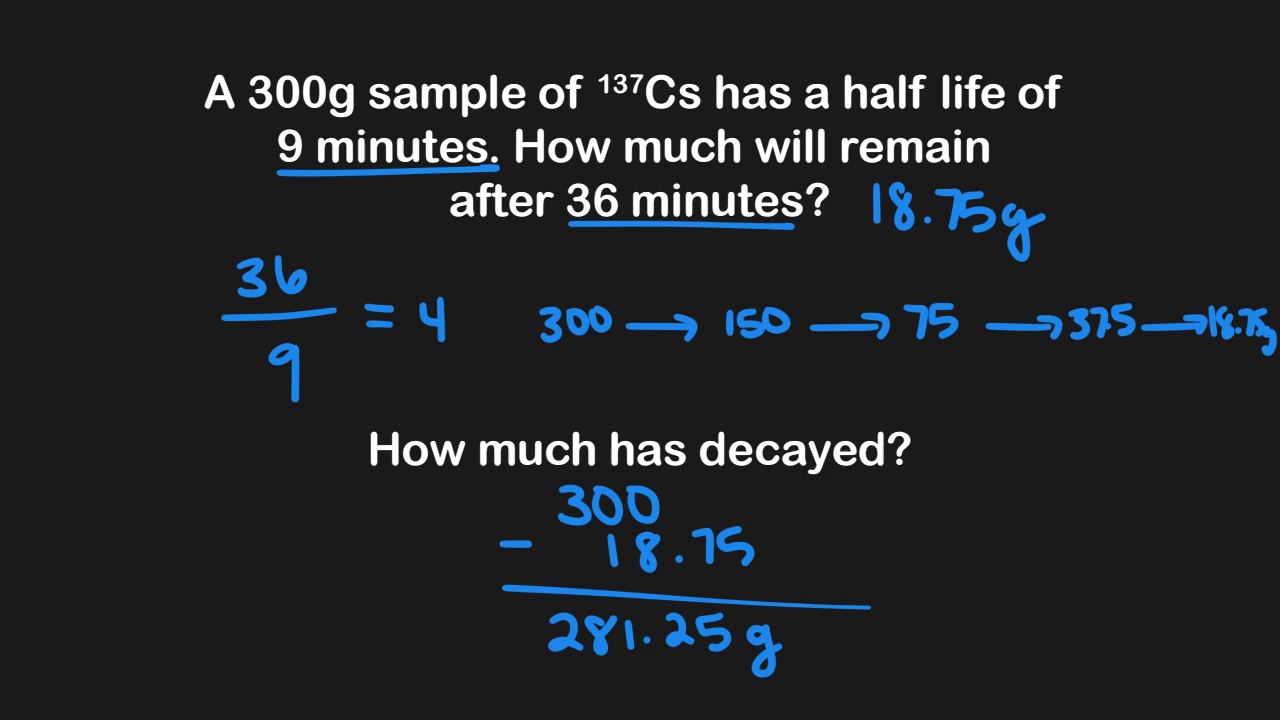 A 300g sample of ¹³⁷Cs has a half life of
9 minutes. How much will remain
after 36 minutes? 18.75g
36
9
= 4
300 → 150 → 75 → 37.5 → 18.75g
How much has decayed?
300
- 18.75
281.25 g